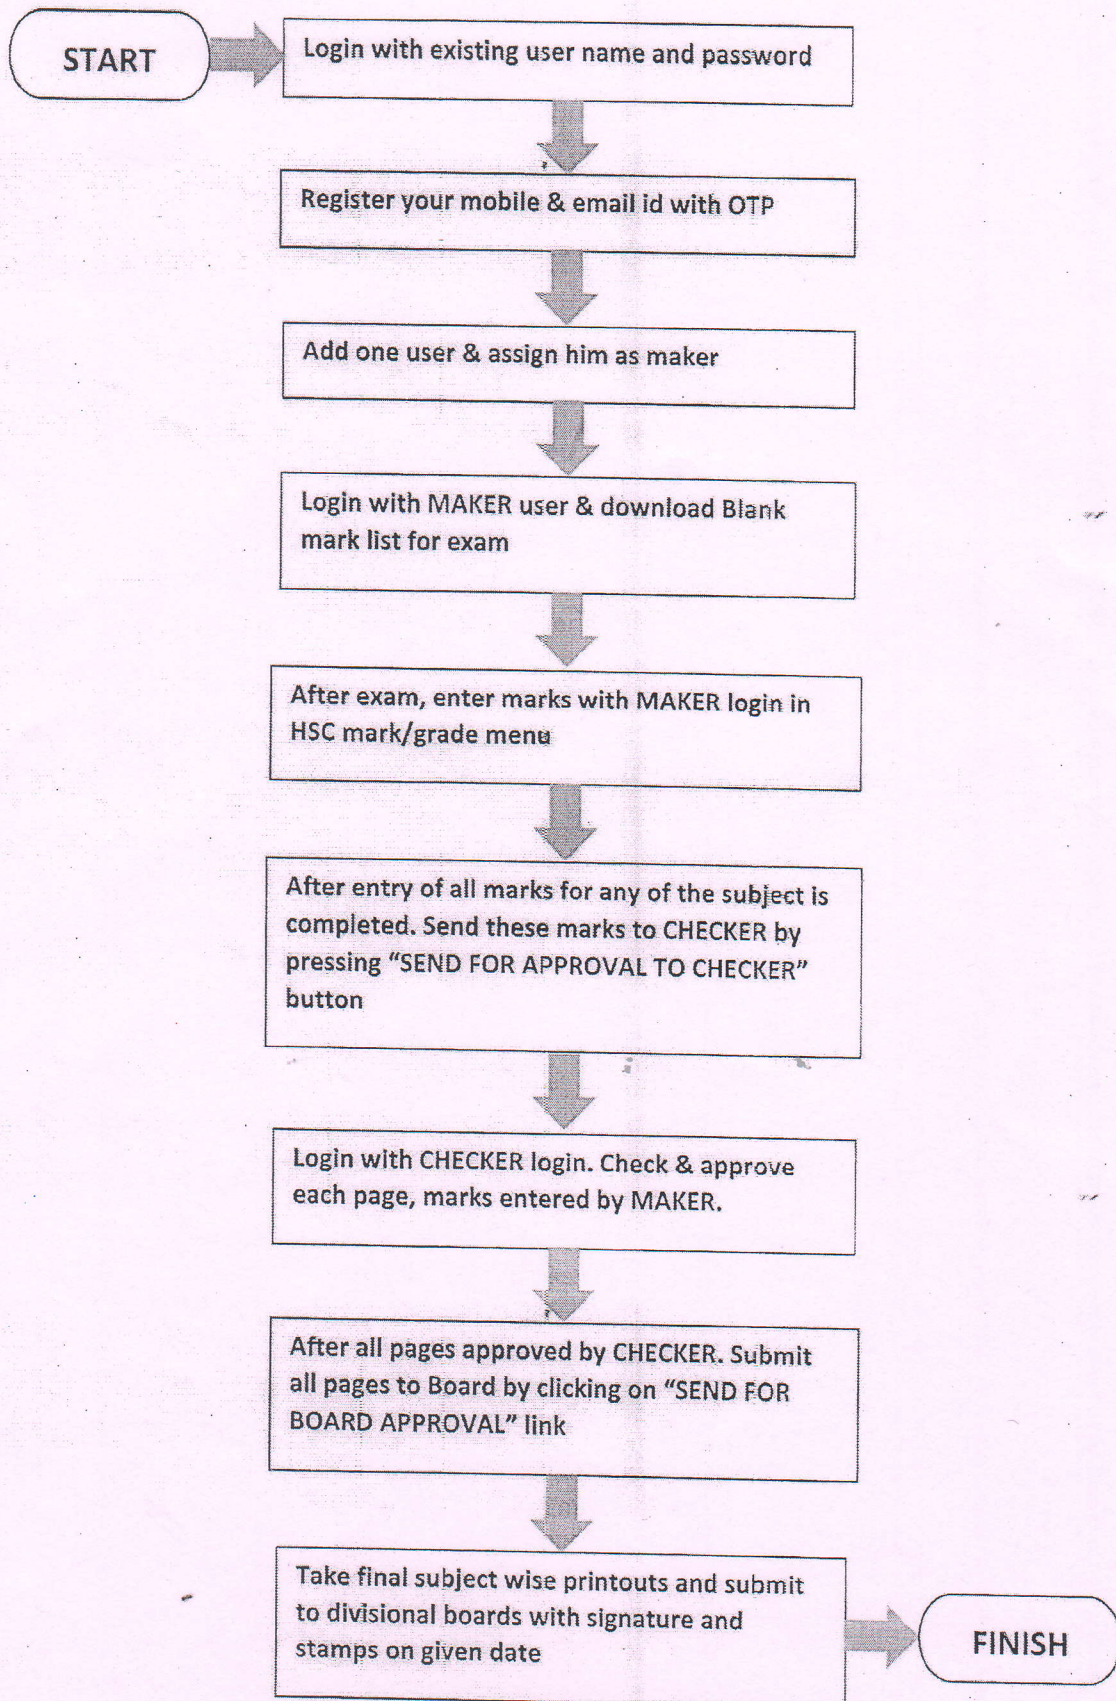 START
Login with existing user name and password
Register your mobile & email id with OTP
Add one user & assign him as maker
Login with MAKER user & download Blank
mark list for exam
After exam, enter marks with MAKER login in
HSC mark/grade menu
After entry of all marks for any of the subject is
completed. Send these marks to CHECKER by
pressing “SEND FOR APPROVAL TO CHECKER”
button
Login with CHECKER login. Check & approve
each page, marks entered by MAKER.
After all pages approved by CHECKER. Submit
all pages to Board by clicking on “SEND FOR
BOARD APPROVAL” link
Take final subject wise printouts and submit
to divisional boards with signature and
stamps on given date
FINISH